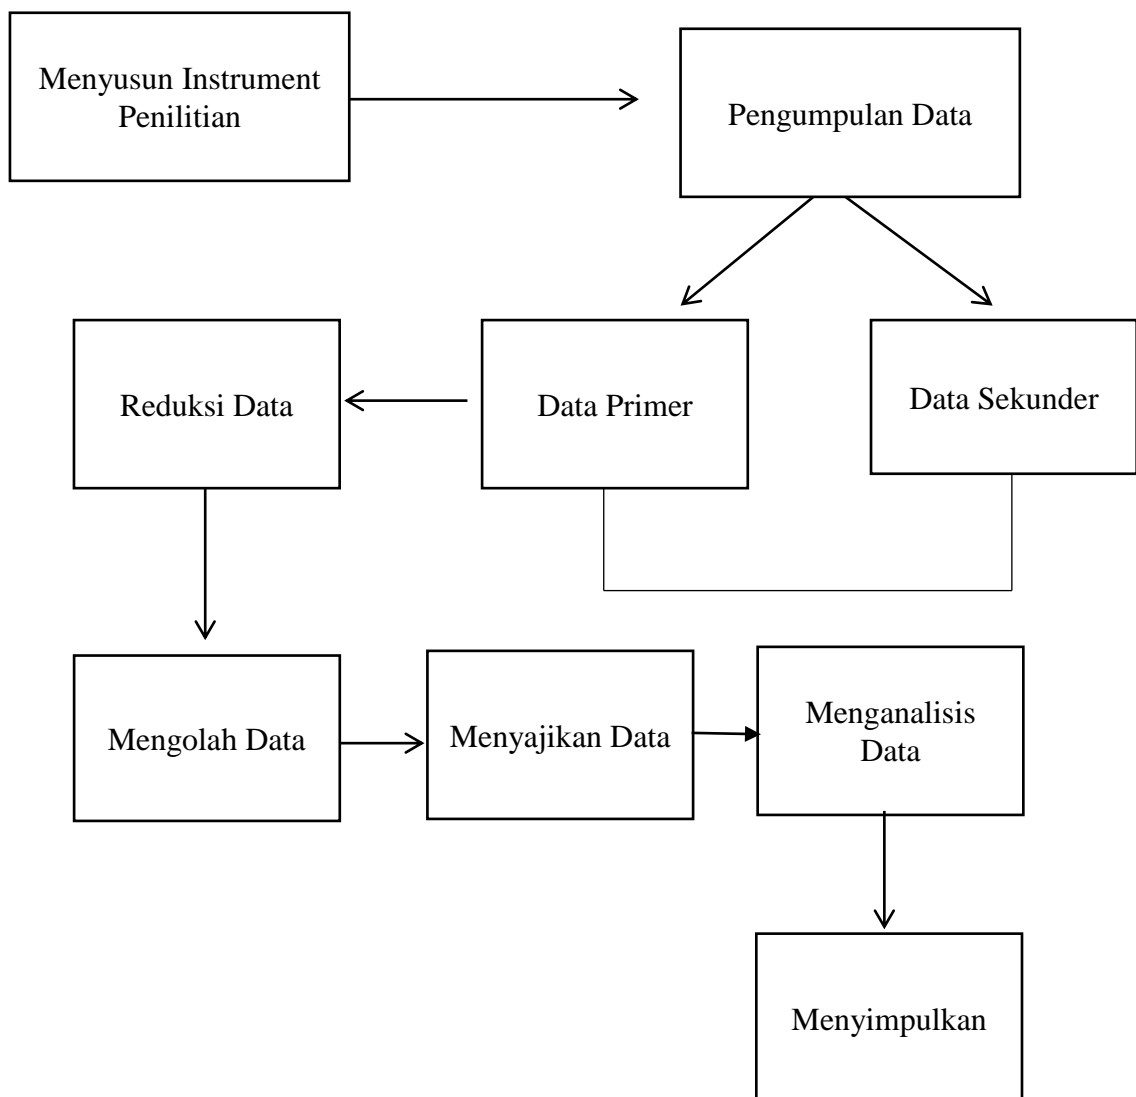 Menyusun Instrument
Penilitian
Pengumpulan Data
Reduksi Data
Data Primer
Data Sekunder
Mengolah Data
Menyajikan Data
Menganalisis
Data
Menyimpulkan